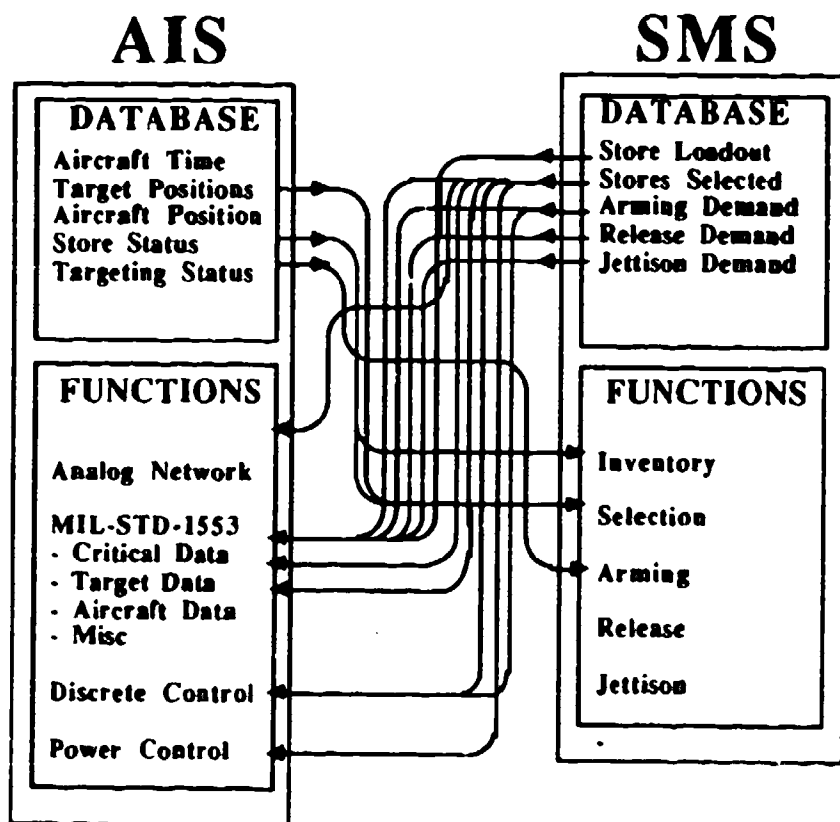 AIS
DATABASE
Aircraft Time
Target Positions
Aircraft Position
Store Status
Targeting Status
FUNCTIONS
Analog Network
MIL-STD-1553
- Critical Data
- Target Data
- Aircraft Data
- Misc
Discrete Control
Power Control
SMS
DATABASE
Store Loadout
Stores Selected
Arming Demand
Release Demand
Jettison Demand
FUNCTIONS
Inventory
Selection
Arming
Release
Jettison